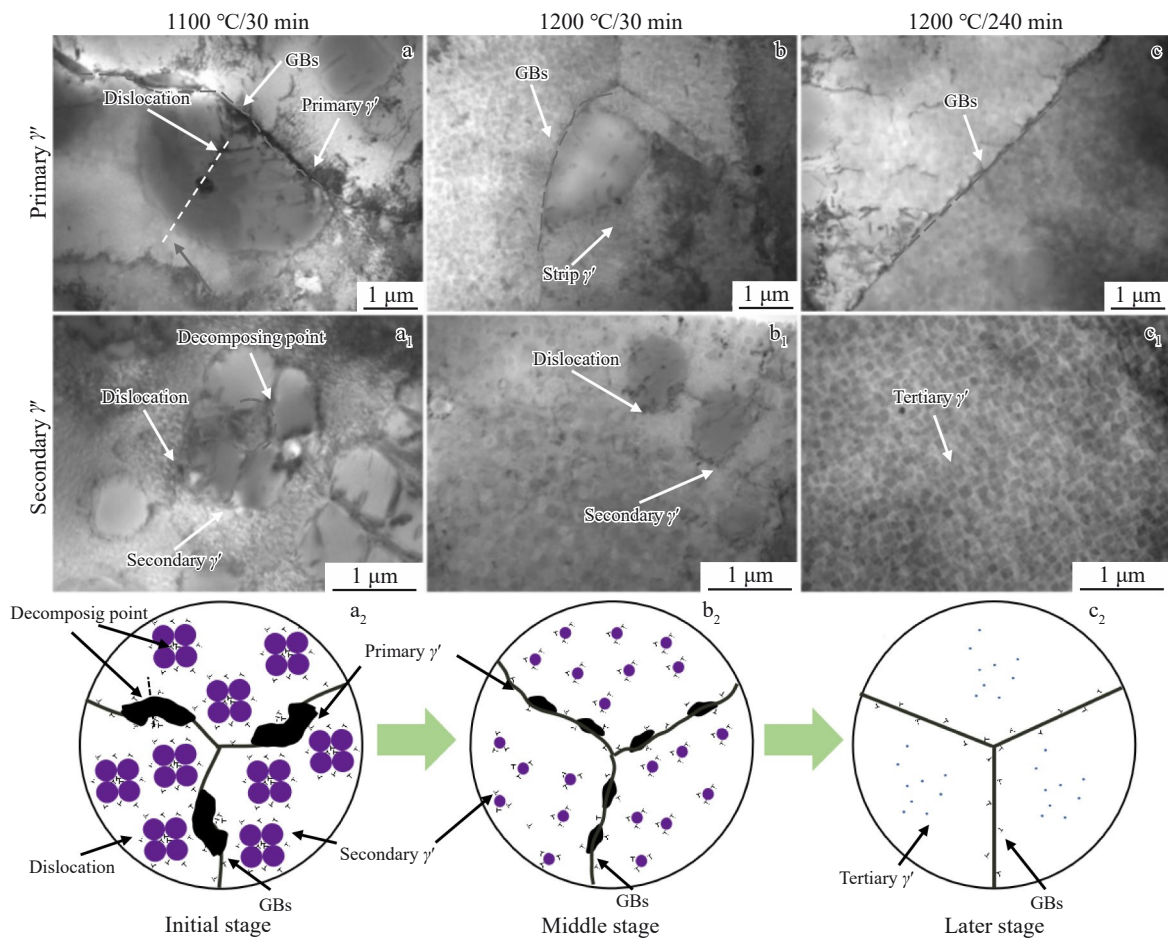 1100 °C/30 min
1200 °C/30 min
1200 °C/240 min
Primary γ′
a
GBs
Dislocation
Primary γ′
1 μm
b
GBs
Strip γ′
1 μm
c
GBs
1 μm
Secondary γ′
a1
Decomposing point
Dislocation
Secondary γ′
1 μm
b1
Dislocation
Secondary γ′
1 μm
c1
Tertiary γ′
1 μm
a2
Decomposig point
Primary γ′
Dislocation
Secondary γ′
GBs
Initial stage
b2
GBs
Middle stage
c2
Tertiary γ′
GBs
Later stage